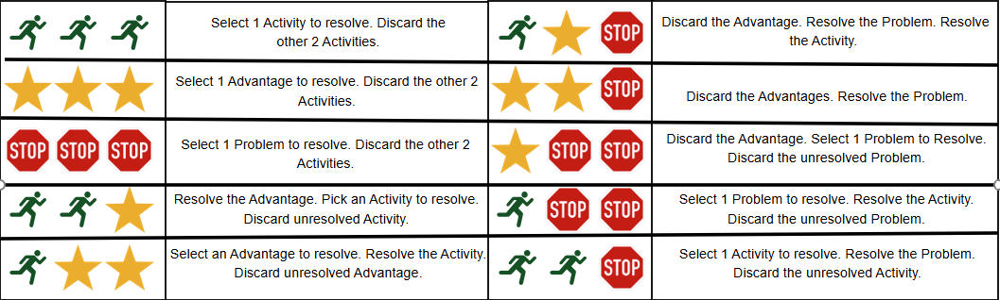 Select 1 Activity to resolve. Discard the
other 2 Activities.
STOP
Discard the Advantage. Resolve the Problem. Resolve
the Activity.
Select 1 Advantage to resolve. Discard the other 2
Activities.
STOP
Discard the Advantages. Resolve the Problem.
STOP STOP STOP
Select 1 Problem to resolve. Discard the other 2
Activities.
STOP STOP
Discard the Advantage. Select 1 Problem to Resolve.
Discard the unresolved Problem.
Resolve the Advantage. Pick an Activity to resolve.
Discard unresolved Activity.
STOP STOP
Select 1 Problem to resolve. Resolve the Activity.
Discard the unresolved Problem.
Select an Advantage to resolve. Resolve the Activity.
Discard unresolved Advantage.
STOP
Select 1 Activity to resolve. Resolve the Problem.
Discard the unresolved Activity.